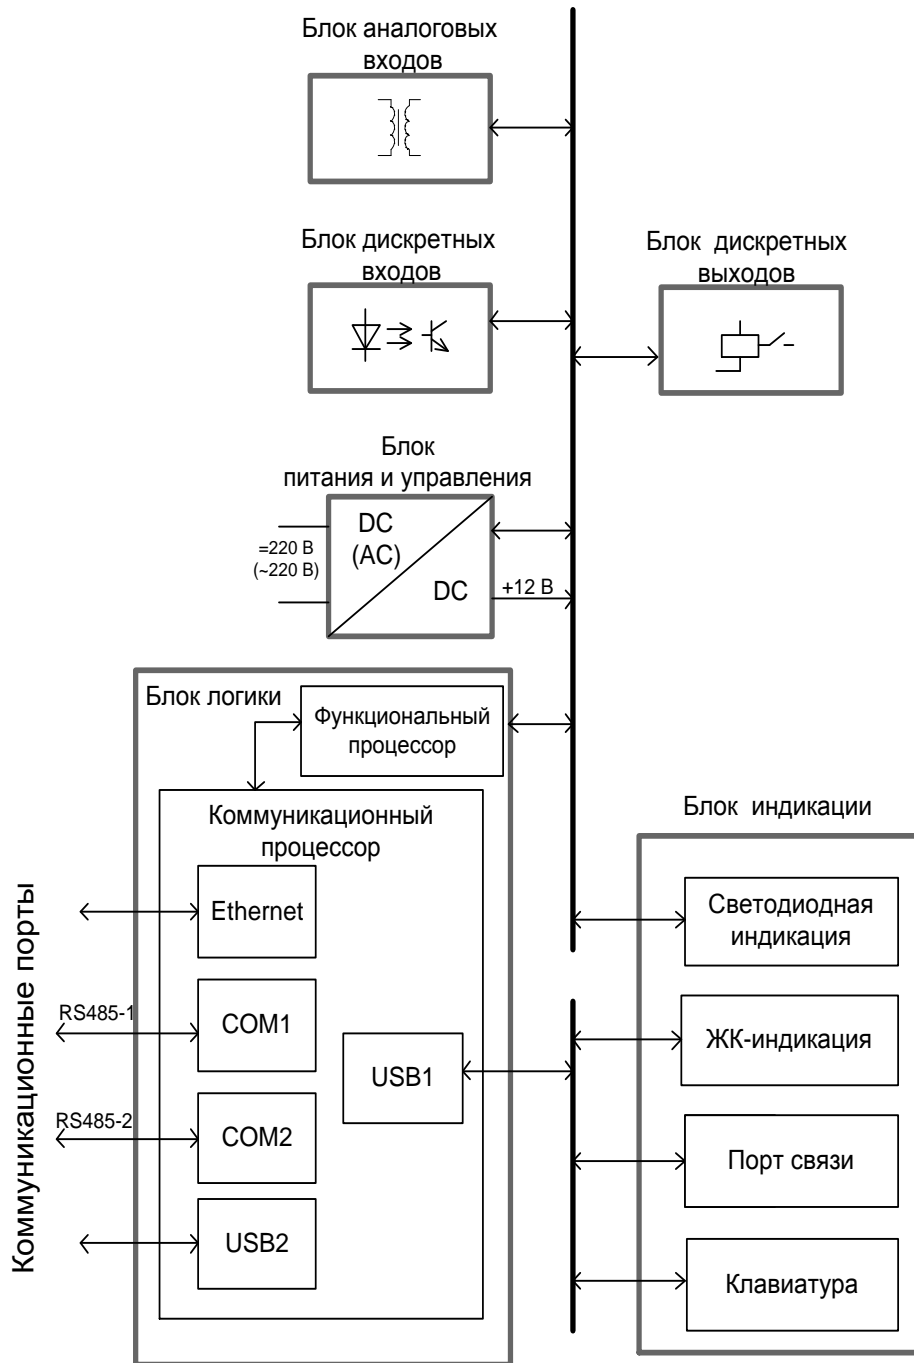 Блок аналоговых
входов
Блок дискретных
входов
Блок дискретных
выходов
Блок
питания и управления
=220 В
(~220 В)
DC
(AC)
DC
+12 В
Блок логики
Функциональный
процессор
Коммуникационный
процессор
Блок индикации
Коммуникационные порты
Ethernet
Светодиодная
индикация
RS485-1
COM1
ЖК-индикация
USB1
RS485-2
COM2
Порт связи
USB2
Клавиатура